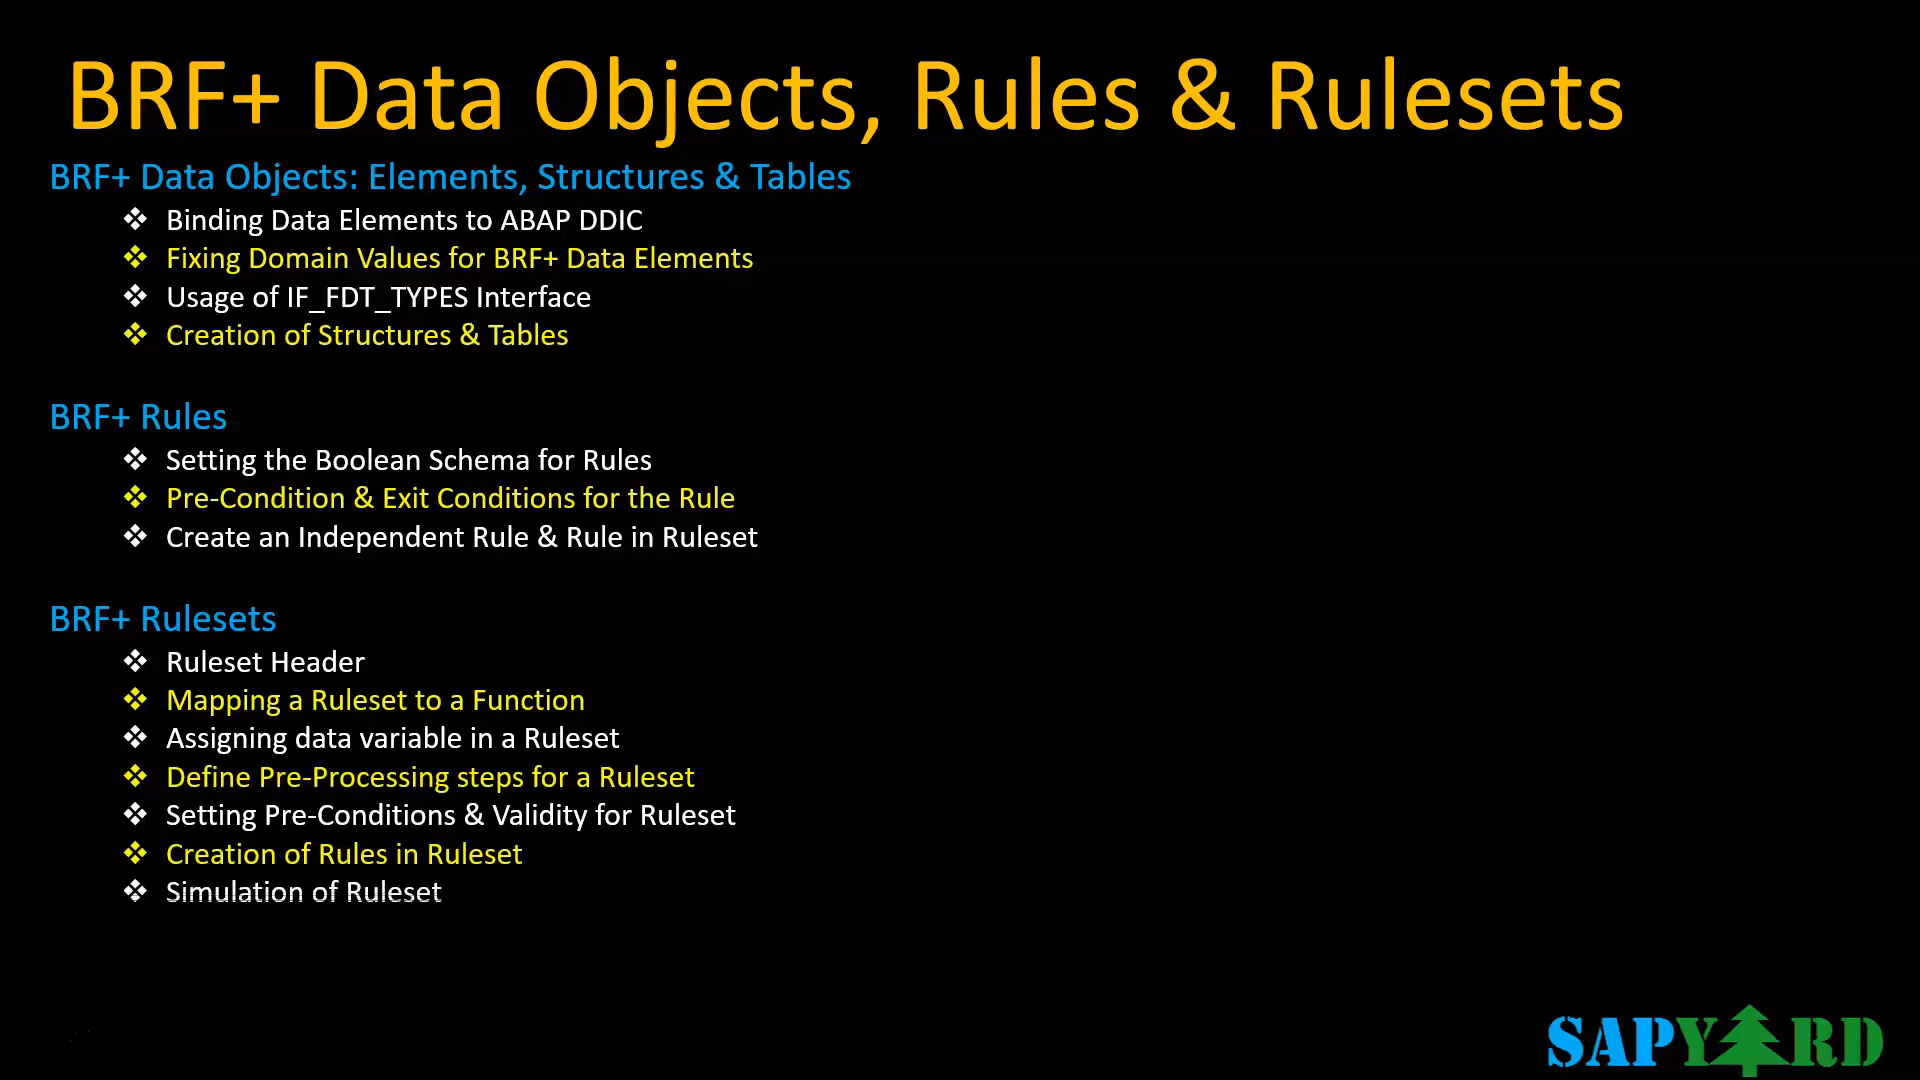 BRF+ Data Objects, Rules & Rulesets
BRF+ Data Objects: Elements, Structures & Tables
❖ Binding Data Elements to ABAP DDIC
❖ Fixing Domain Values for BRF+ Data Elements
❖ Usage of IF_FDT_TYPES Interface
❖ Creation of Structures & Tables
BRF+ Rules
❖ Setting the Boolean Schema for Rules
❖ Pre-Condition & Exit Conditions for the Rule
❖ Create an Independent Rule & Rule in Ruleset
BRF+ Rulesets
❖ Ruleset Header
❖ Mapping a Ruleset to a Function
❖ Assigning data variable in a Ruleset
❖ Define Pre-Processing steps for a Ruleset
❖ Setting Pre-Conditions & Validity for Ruleset
❖ Creation of Rules in Ruleset
❖ Simulation of Ruleset
SAPYARD